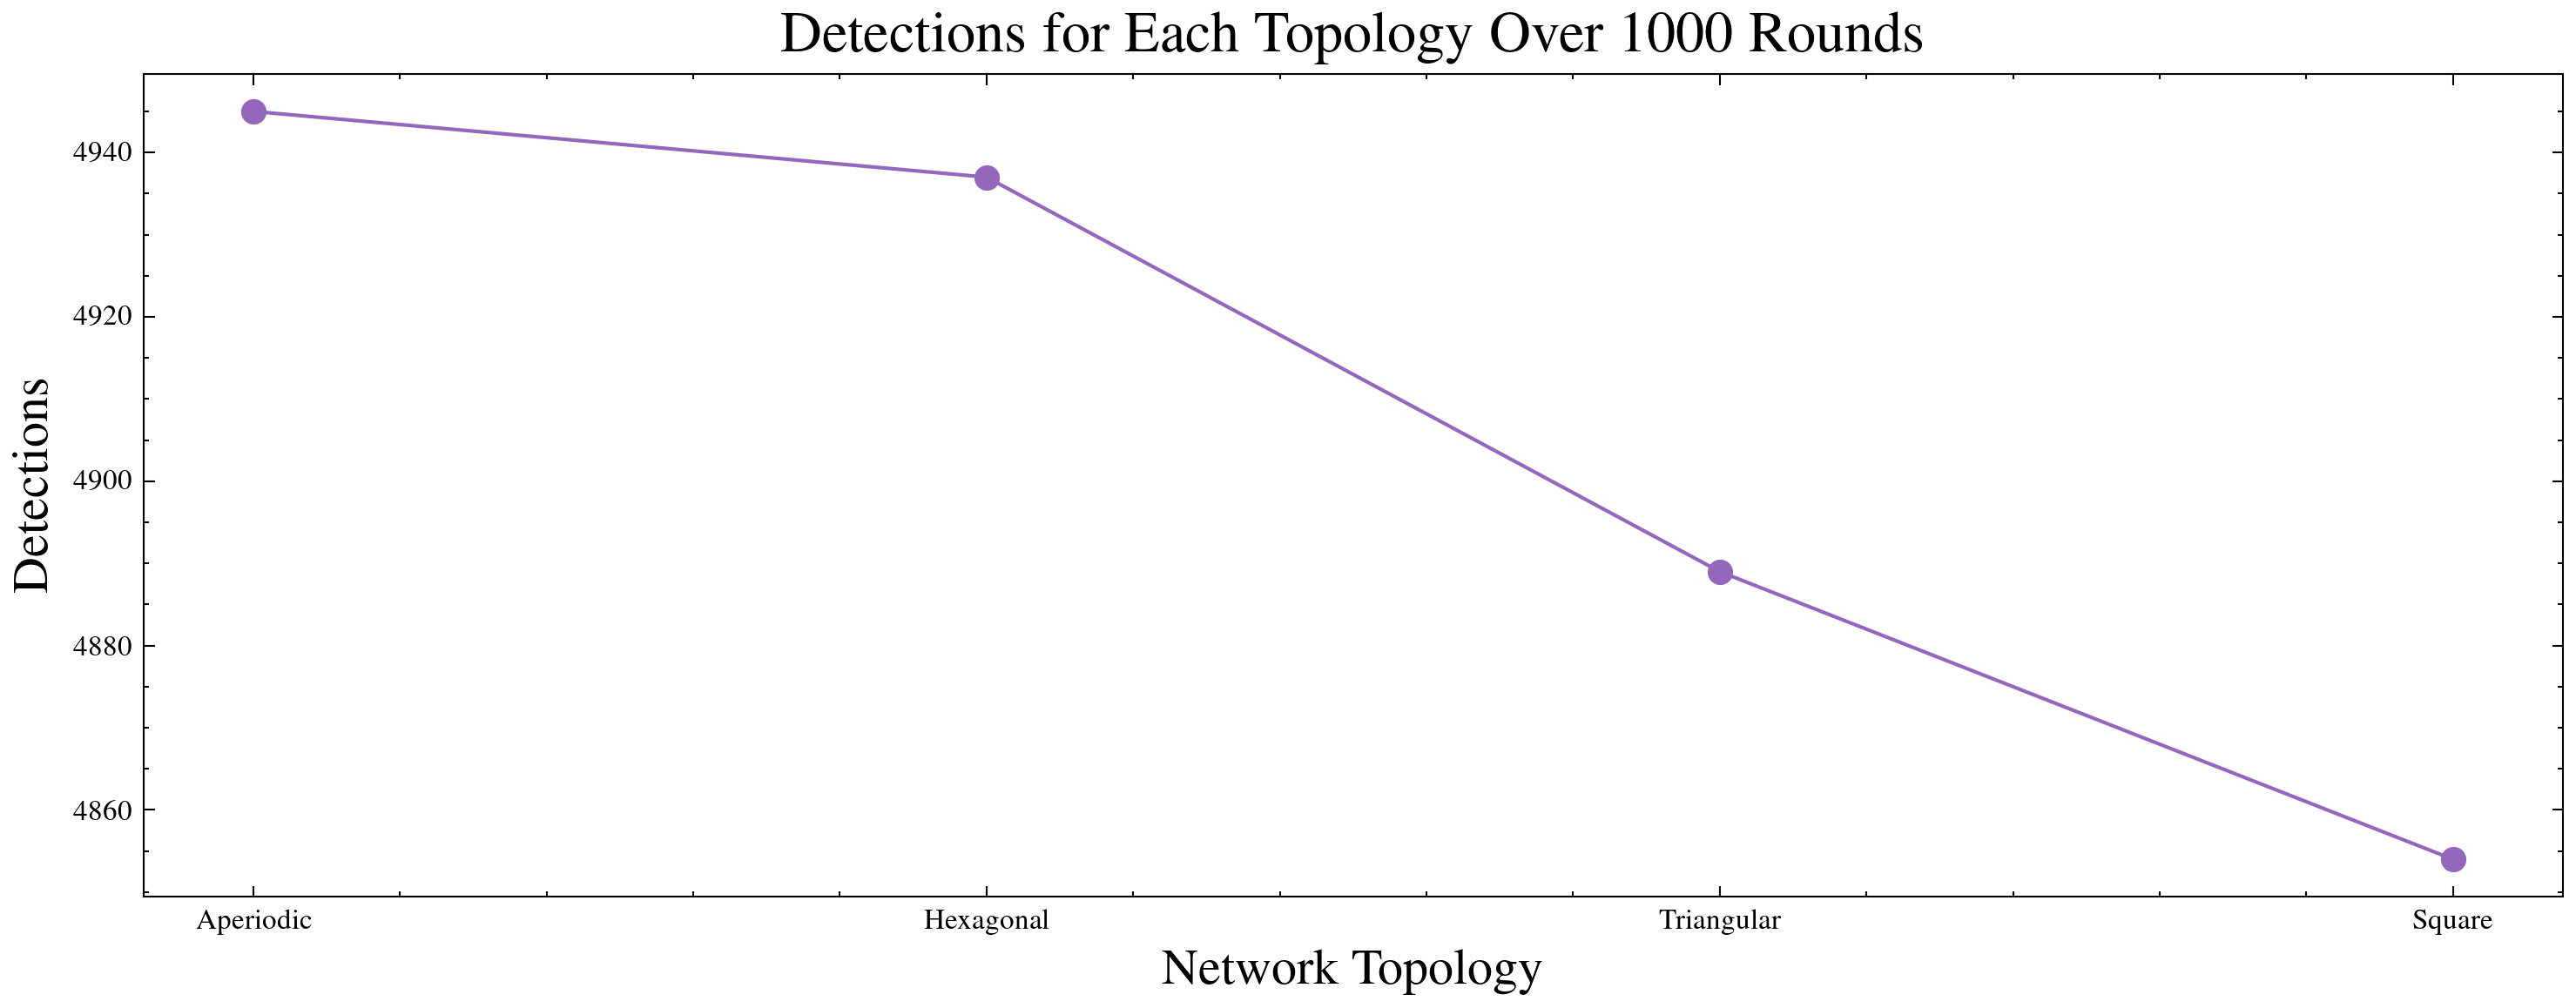 Detections for Each Topology Over 1000 Rounds
Detections
4940
4920
4900
4880
4860
Aperiodic Hexagonal Triangular Square
Network Topology